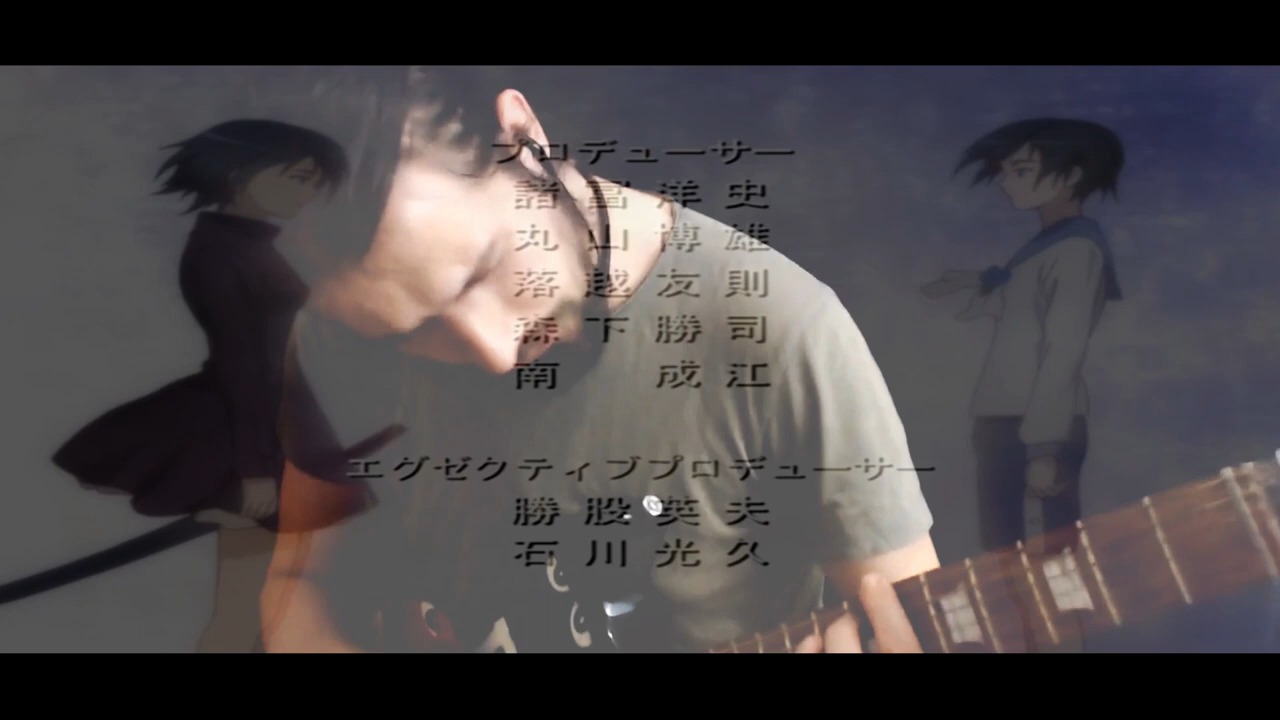 プロデューサー
諸冨洋史
丸山博雄
落越友則
森下勝司
南 成江
エグゼクティブプロデューサー
勝股英夫
石川光久